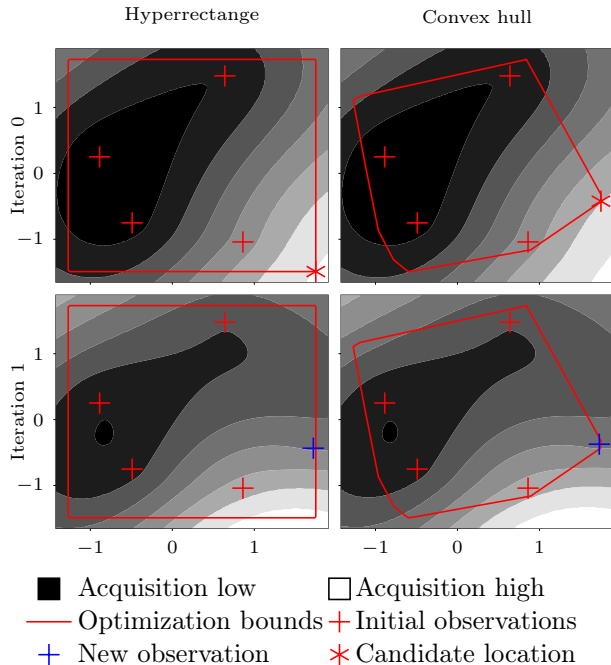 Hyperrectangle Convex hull
Iteration 0
1
0
−1
Iteration 1
1
0
−1
−1 0 1 −1 0 1
Acquisition low Acquisition high
Optimization bounds Initial observations
New observation Candidate location